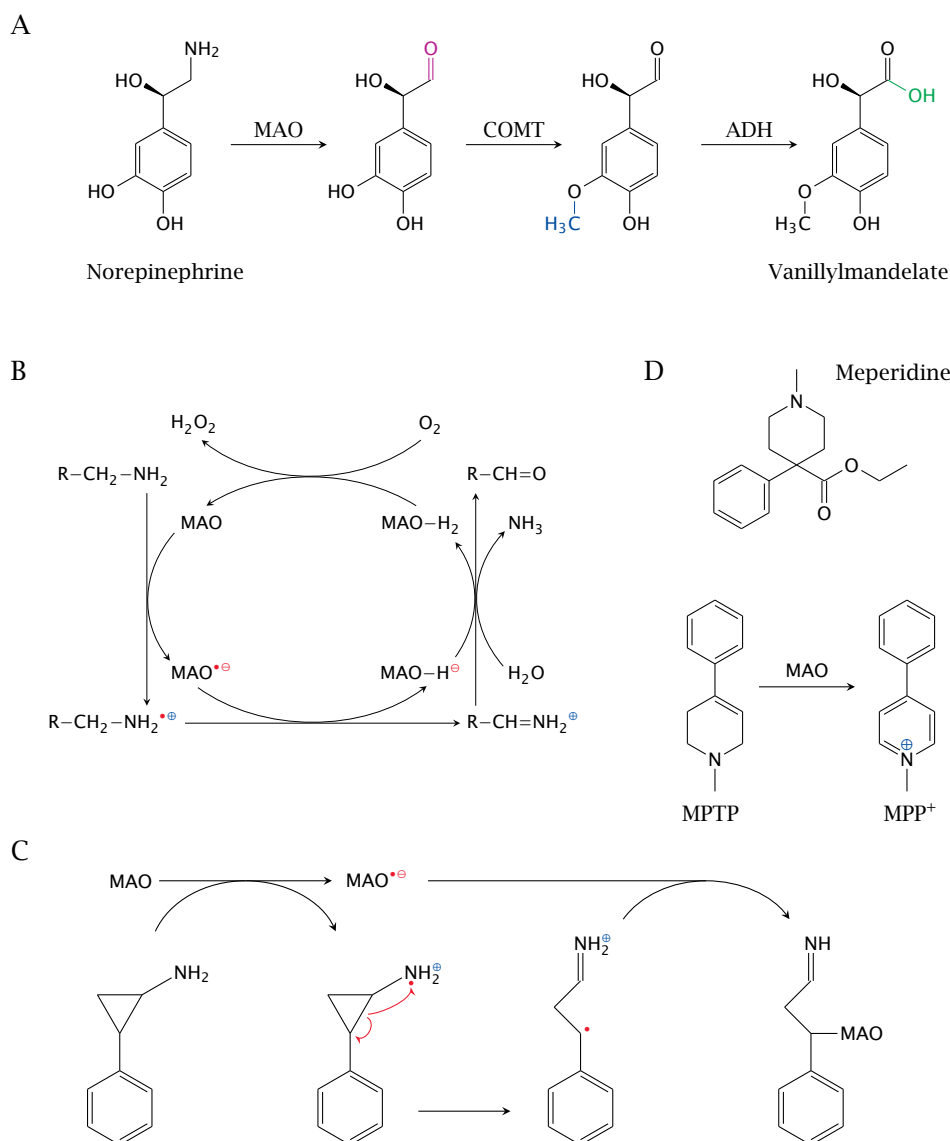 A
NH₂ O O O
HO HO HO HO OH
MAO COMT ADH
HO HO O O
OH OH H₃C OH H₃C OH
Norepinephrine Vanillylmandelate
B D
Meperidine
N
O
O
H₂O₂ O₂
R–CH₂–NH₂ R–CH=O
MAO MAO–H₂ NH₃
MAO•⊖ MAO–H⊖ H₂O
R–CH₂–NH₂•⊕ R–CH=NH₂⊕
MAO
N N⊕
MPTP MPP⁺
C
MAO MAO•⊖
NH₂ NH₂•⊕ NH₂⊕ NH
• MAO